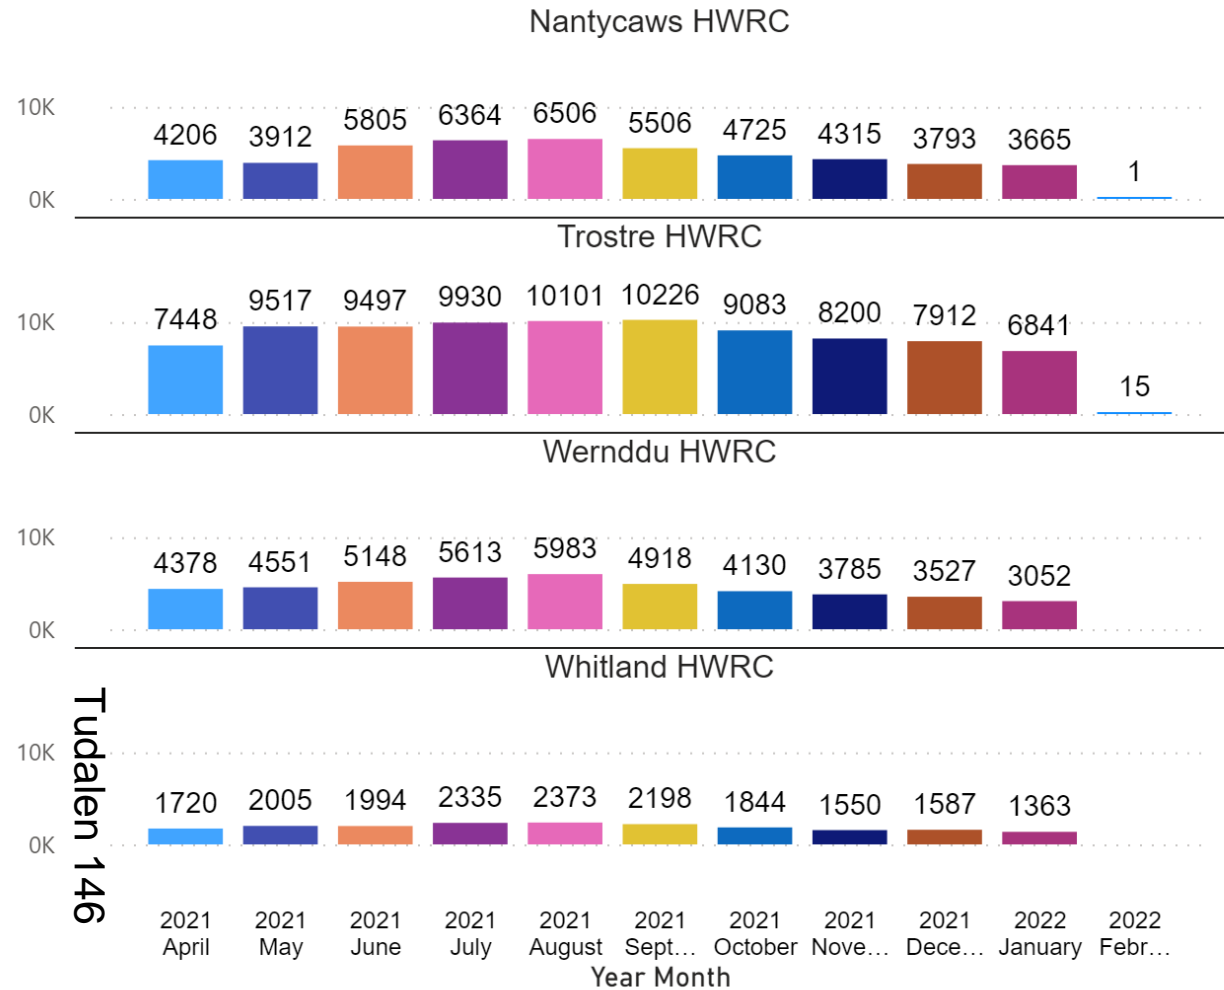 Nantycaws HWRC
10K
4206 3912 5805 6364 6506 5506 4725 4315 3793 3665 1
0K
Trostre HWRC
7448 9517 9497 9930 10101 10226 9083 8200 7912 6841 15
10K
0K
Wernddu HWRC
10K
4378 4551 5148 5613 5983 4918 4130 3785 3527 3052
0K
Whitland HWRC
10K
1720 2005 1994 2335 2373 2198 1844 1550 1587 1363
0K
Tudalen 146
2021 2021 2021 2021 2021 2021 2021 2021 2021 2022 2022
April May June July August Sept... October Nove... Dece... January Febr...
Year Month